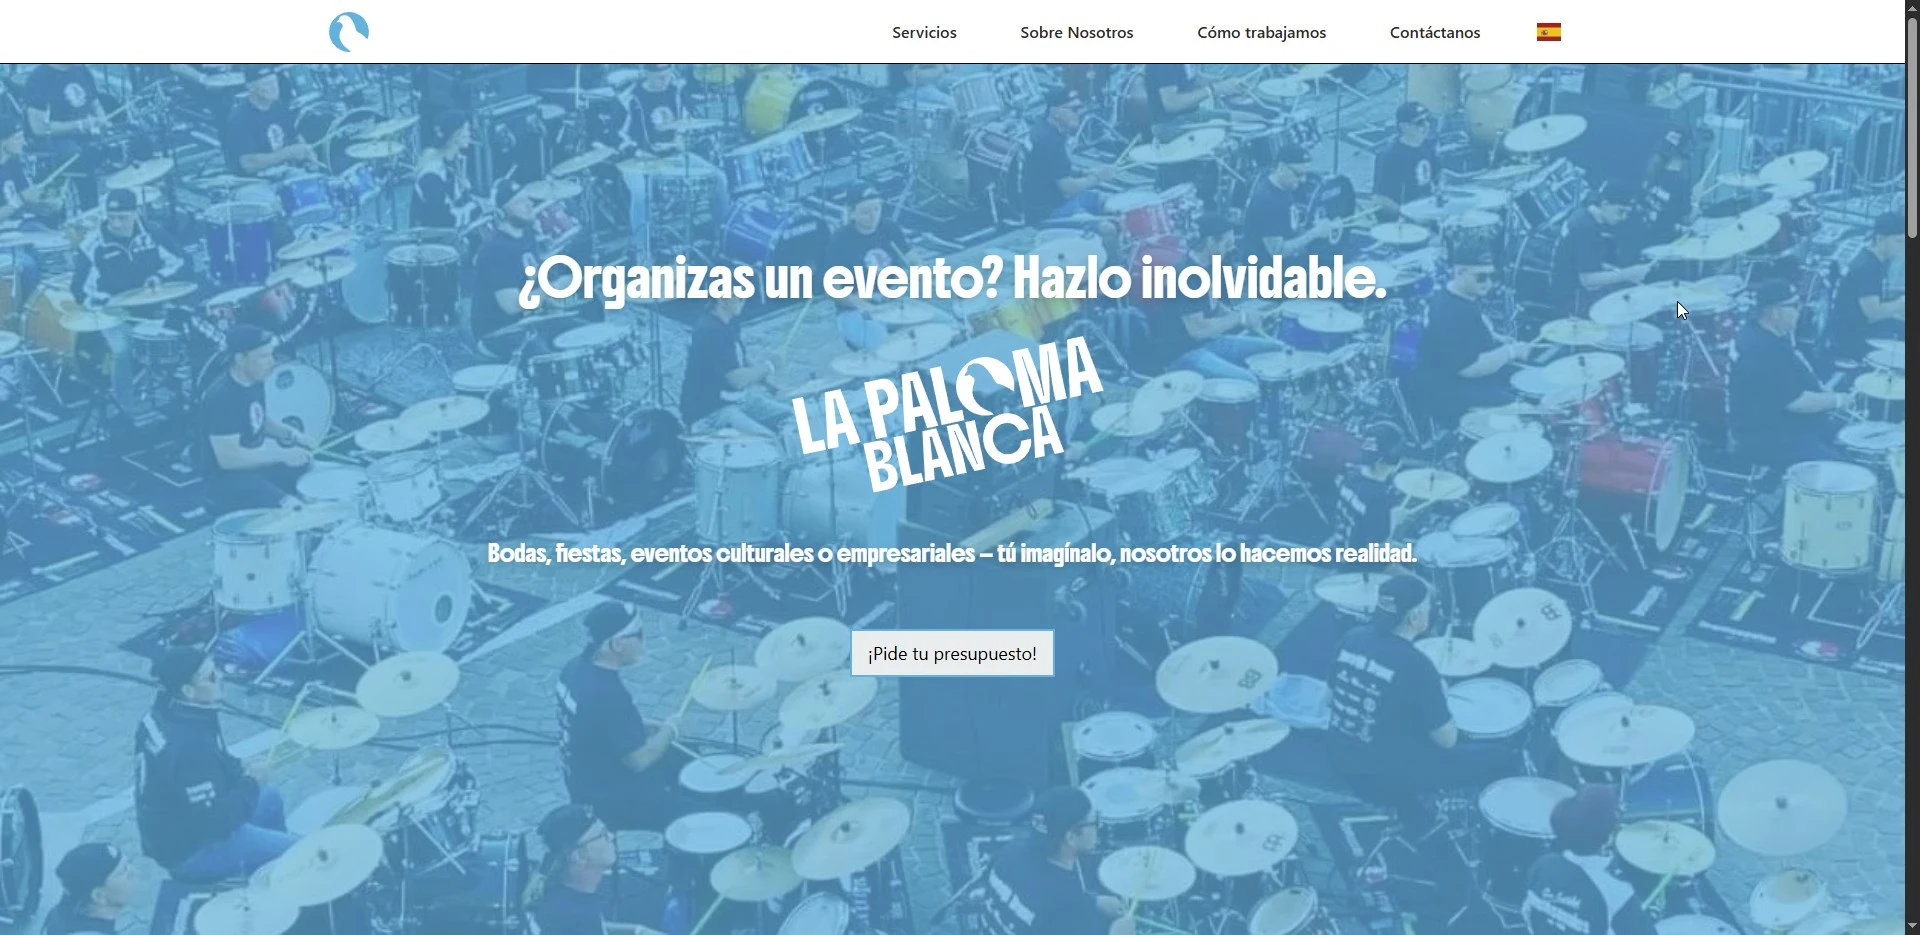 Servicios
Sobre Nosotros
Cómo trabajamos
Contáctanos
¿Organizas un evento? Hazlo inolvidable.
LA PALOMA
BLANCA
Bodas, fiestas, eventos culturales o empresariales – tú imagínalo, nosotros lo hacemos realidad.
¡Pide tu presupuesto!